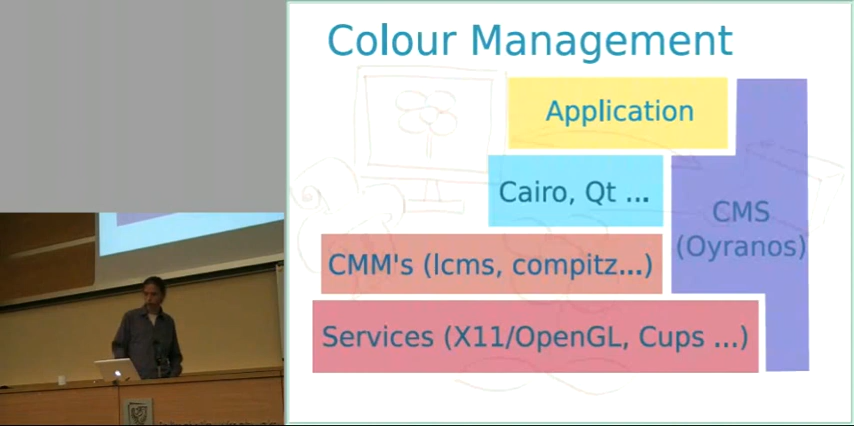 Colour Management
Application
Cairo, Qt ...
CMS
(Oyranos)
CMM's (lcms, compitz...)
Services (X11/OpenGL, Cups ...)